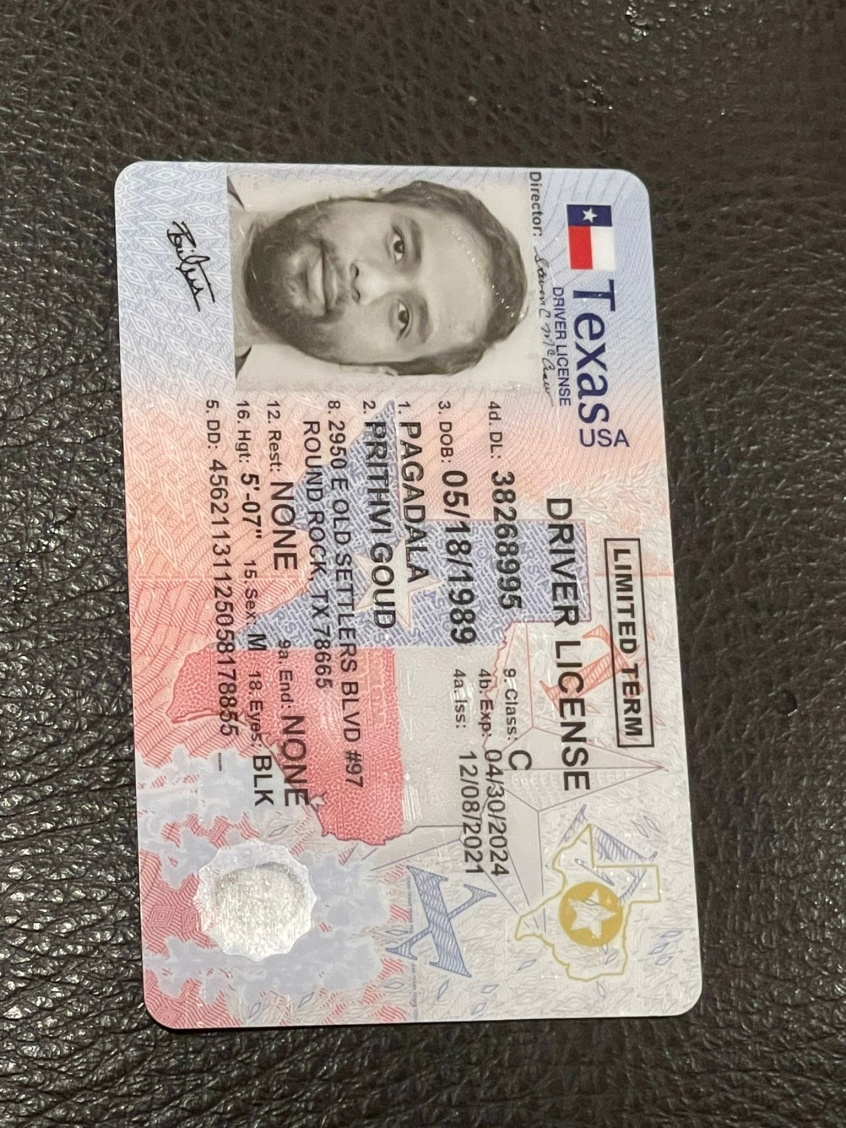 Texas USA
DRIVER LICENSE
Director:
LIMITED TERM
DRIVER LICENSE
4d. DL: 38268995 9. Class: C
3. DOB: 05/18/1989 4b. Exp: 04/30/2024
4a. Iss: 12/08/2021
1. PAGADALA
2. PRITHVI GOUD
8. 2950 E OLD SETTLERS BLVD #97
ROUND ROCK, TX 78665
12. Rest: NONE 9a. End: NONE
16. Hgt: 5'-07" 15. Sex: M 18. Eyes: BLK
5. DD: 45621131125058178855